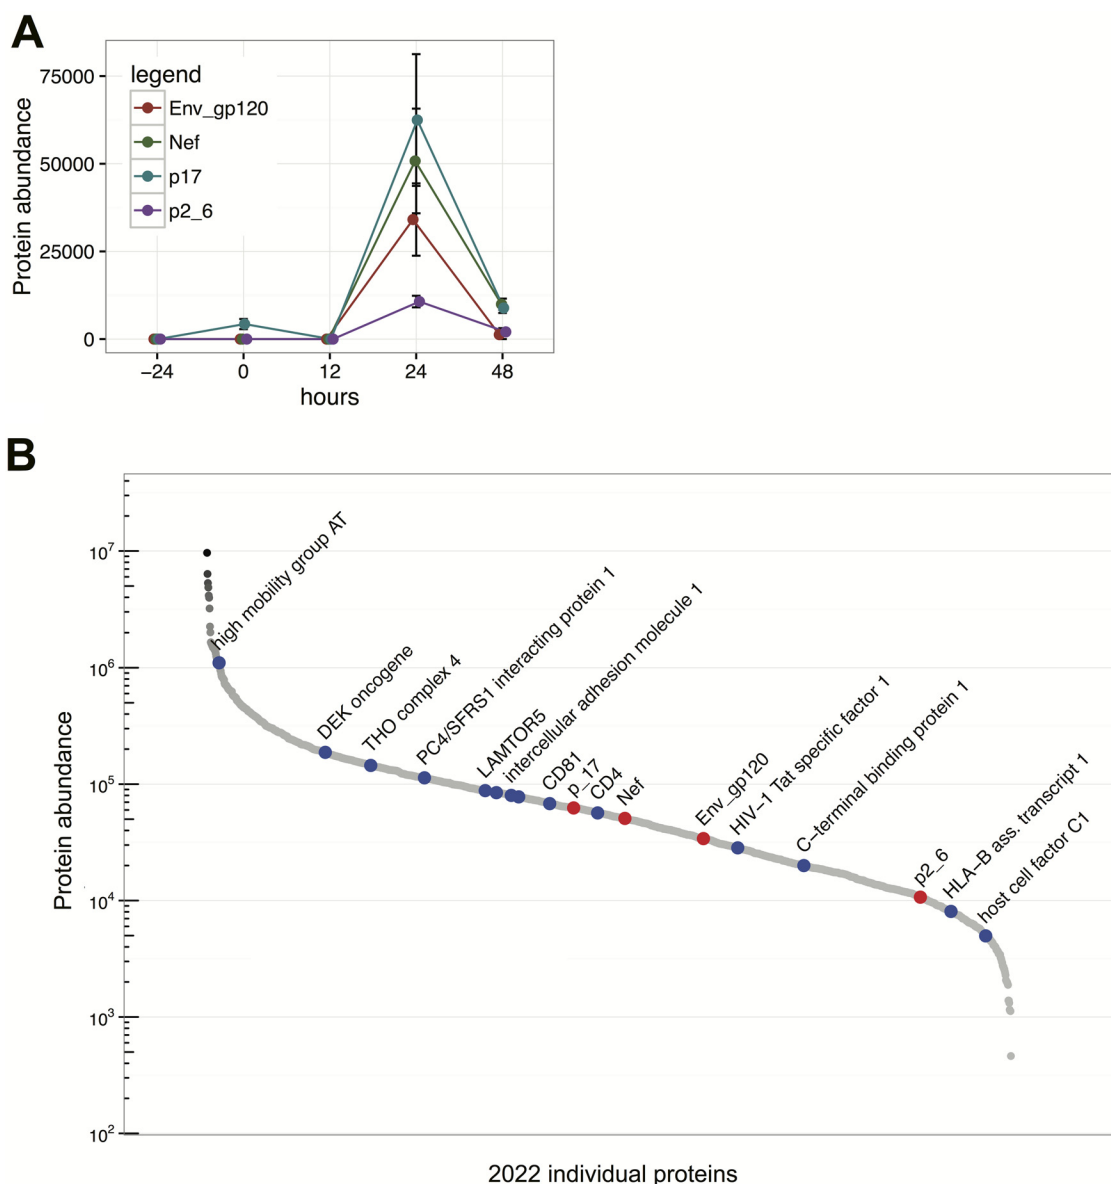 A
legend
Env_gp120
Nef
p17
p2_6
75000
50000
25000
0
Protein abundance
−24 0 12 24 48
hours
B
10⁷
10⁶
10⁵
10⁴
10³
10²
Protein abundance
high mobility group AT
DEK oncogene
THO complex 4
PC4/SFRS1 interacting protein 1
LAMTOR5
intercellular adhesion molecule 1
CD81
p_17
CD4
Nef
Env_gp120
HIV−1 Tat specific factor 1
C−terminal binding protein 1
p2_6
HLA−B ass. transcript 1
host cell factor C1
2022 individual proteins